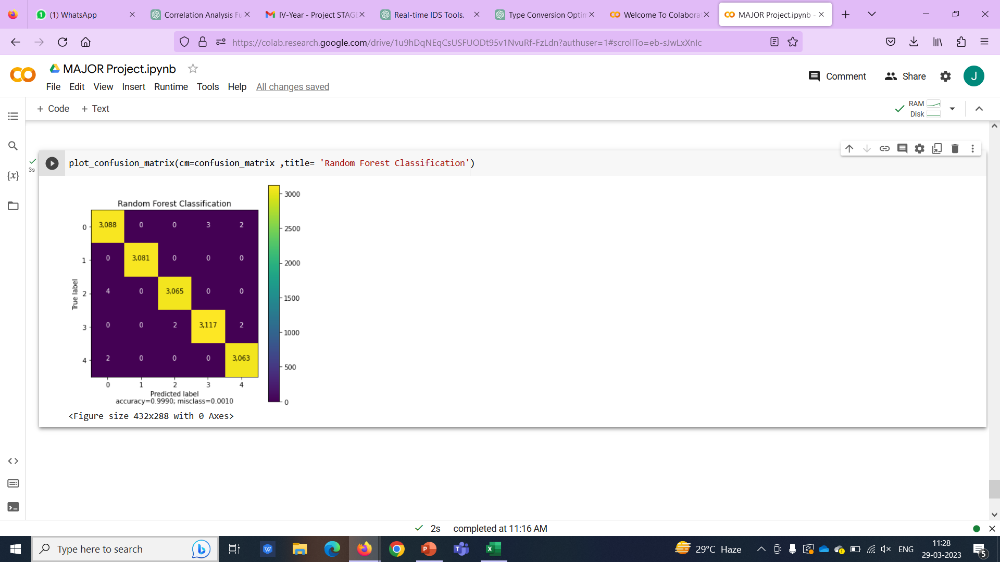 (1) WhatsApp
Correlation Analysis Fu
IV-Year - Project STAG
Real-time IDS Tools.
Type Conversion Optin
Welcome To Colabora
MAJOR Project.ipynb -
https://colab.research.google.com/drive/1u9hDqNEqCsUSFUODt95v1NvuRf-FzLdn?authuser=1#scrollTo=eb-sJwLxXnIc
MAJOR Project.ipynb
Comment
Share
J
File Edit View Insert Runtime Tools Help All changes saved
+ Code + Text
RAM
Disk
{x}
3s
plot_confusion_matrix(cm=confusion_matrix ,title= 'Random Forest Classification')
Random Forest Classification
True label
0 3,088 0 0 3 2
1 0 3,081 0 0 0
2 4 0 3,065 0 0
3 0 0 2 3,117 2
4 2 0 0 0 3,063
0 1 2 3 4
Predicted label
accuracy=0.9990; misclass=0.0010
3000
2500
2000
1500
1000
500
0
<Figure size 432x288 with 0 Axes>
2s completed at 11:16 AM
Type here to search
29°C Haze
ENG
11:28
29-03-2023
5